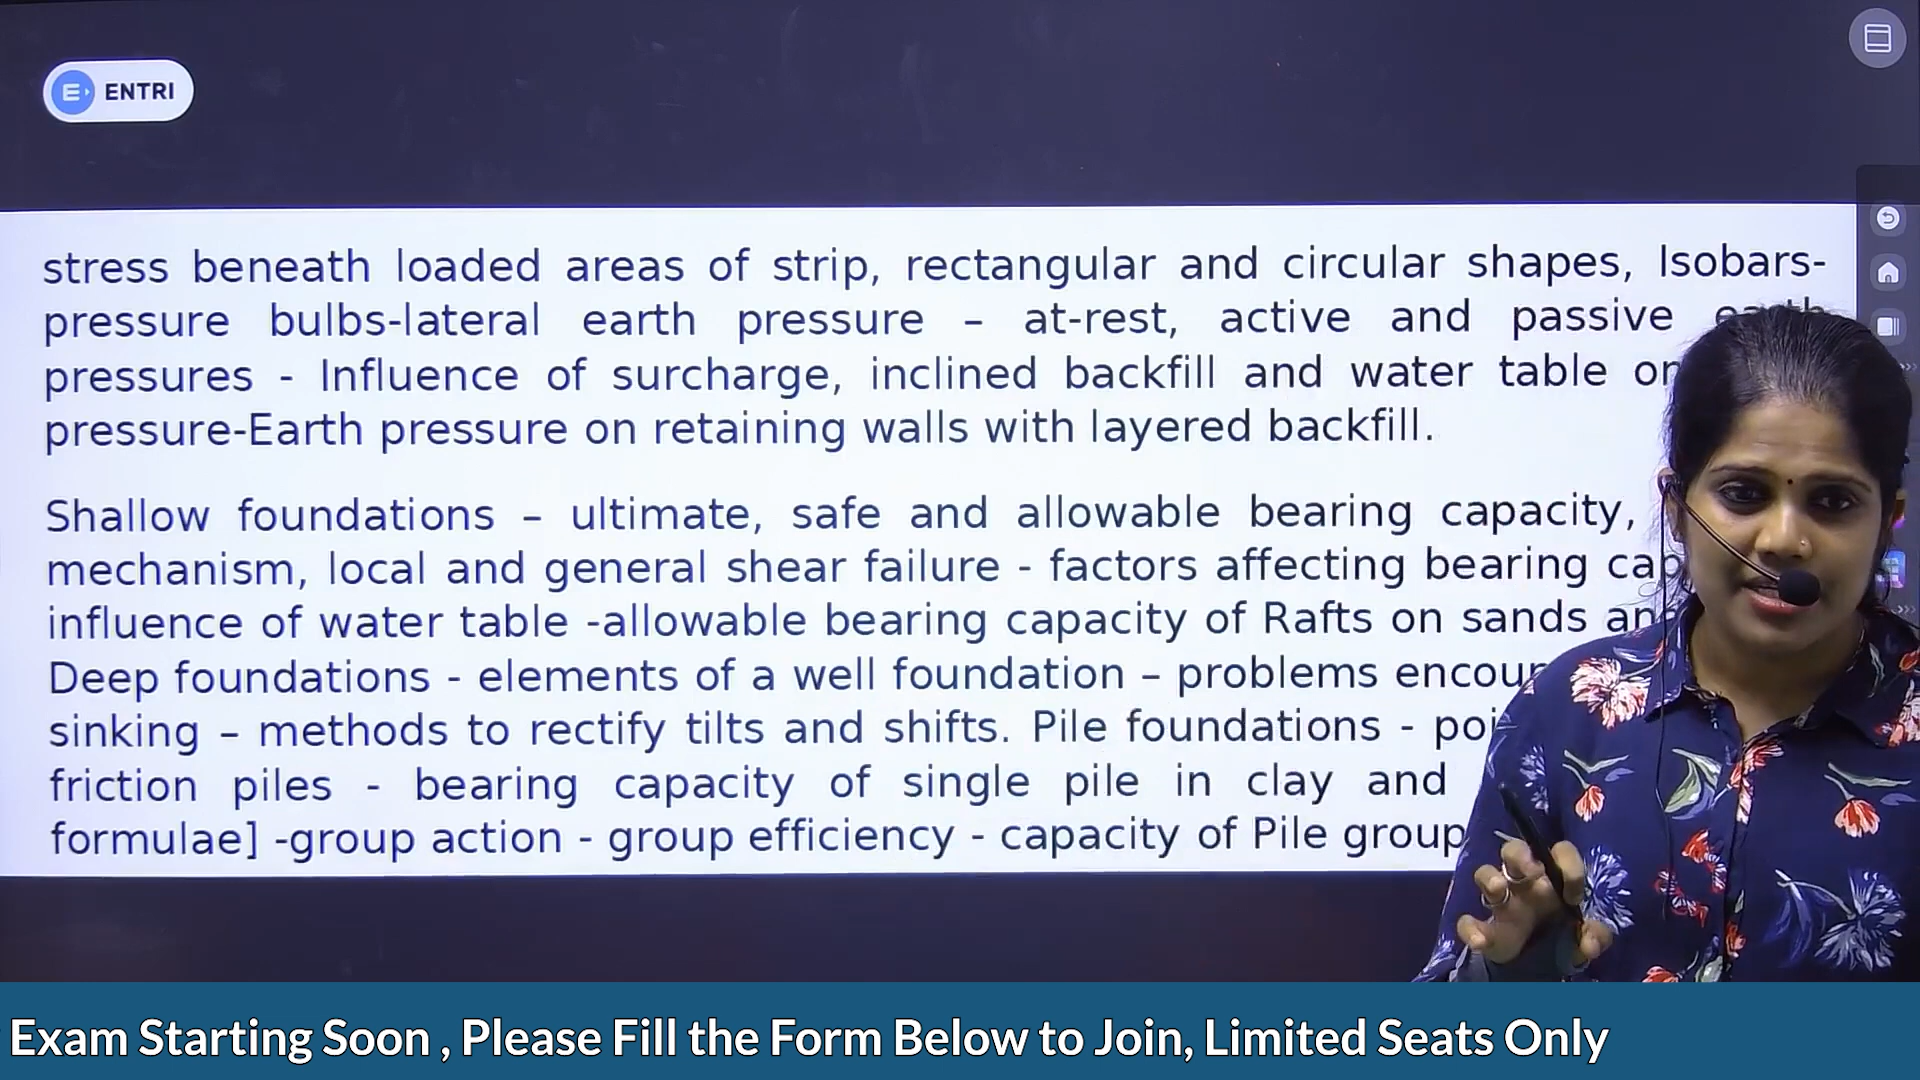 ENTRI
stress beneath loaded areas of strip, rectangular and circular shapes, Isobars-
pressure bulbs-lateral earth pressure – at-rest, active and passive earth
pressures - Influence of surcharge, inclined backfill and water table on
pressure-Earth pressure on retaining walls with layered backfill.
Shallow foundations – ultimate, safe and allowable bearing capacity,
mechanism, local and general shear failure - factors affecting bearing
influence of water table -allowable bearing capacity of Rafts on sands
Deep foundations - elements of a well foundation – problems
sinking – methods to rectify tilts and shifts. Pile foundations -
friction piles - bearing capacity of single pile in clay and
formulae] -group action - group efficiency - capacity of Pile group
Exam Starting Soon , Please Fill the Form Below to Join, Limited Seats Only